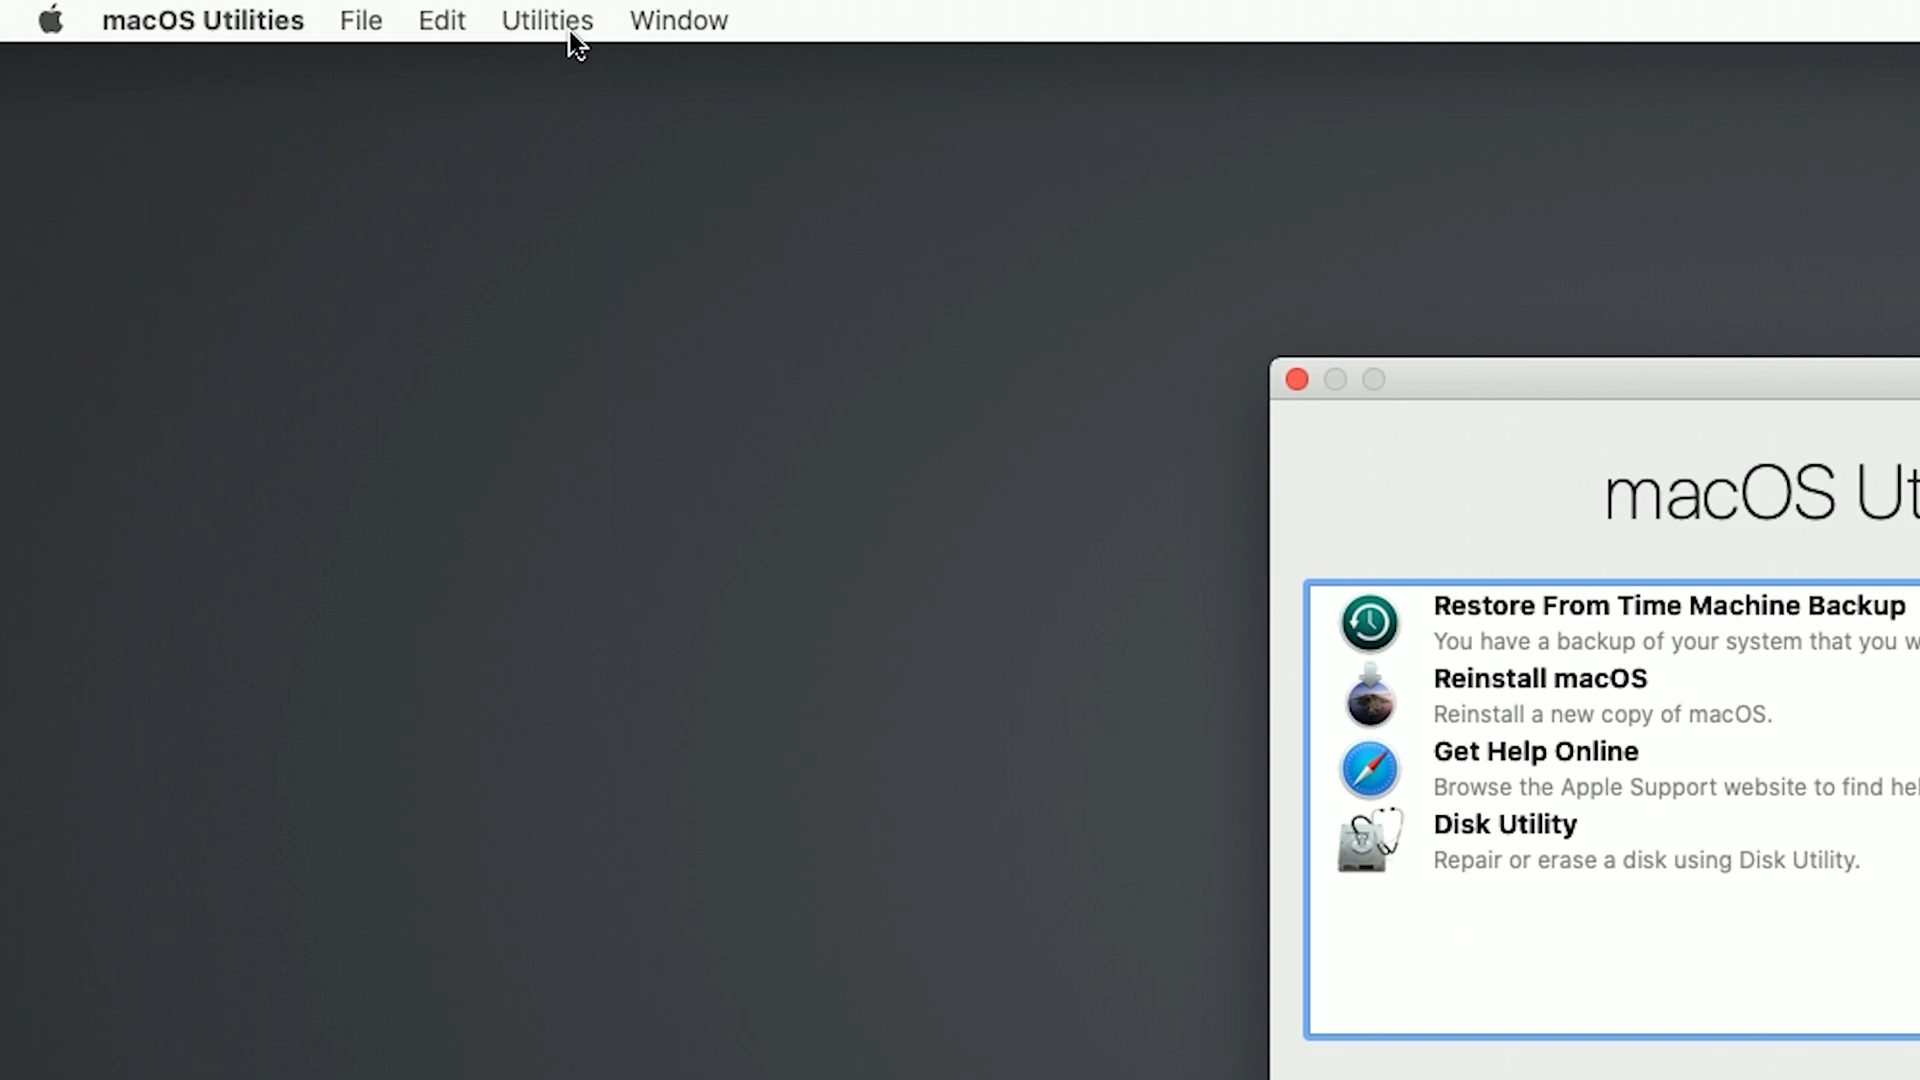 macOS Utilities File Edit Utilities Window
macOS Ut
Restore From Time Machine Backup
You have a backup of your system that you w
Reinstall macOS
Reinstall a new copy of macOS.
Get Help Online
Browse the Apple Support website to find hel
Disk Utility
Repair or erase a disk using Disk Utility.